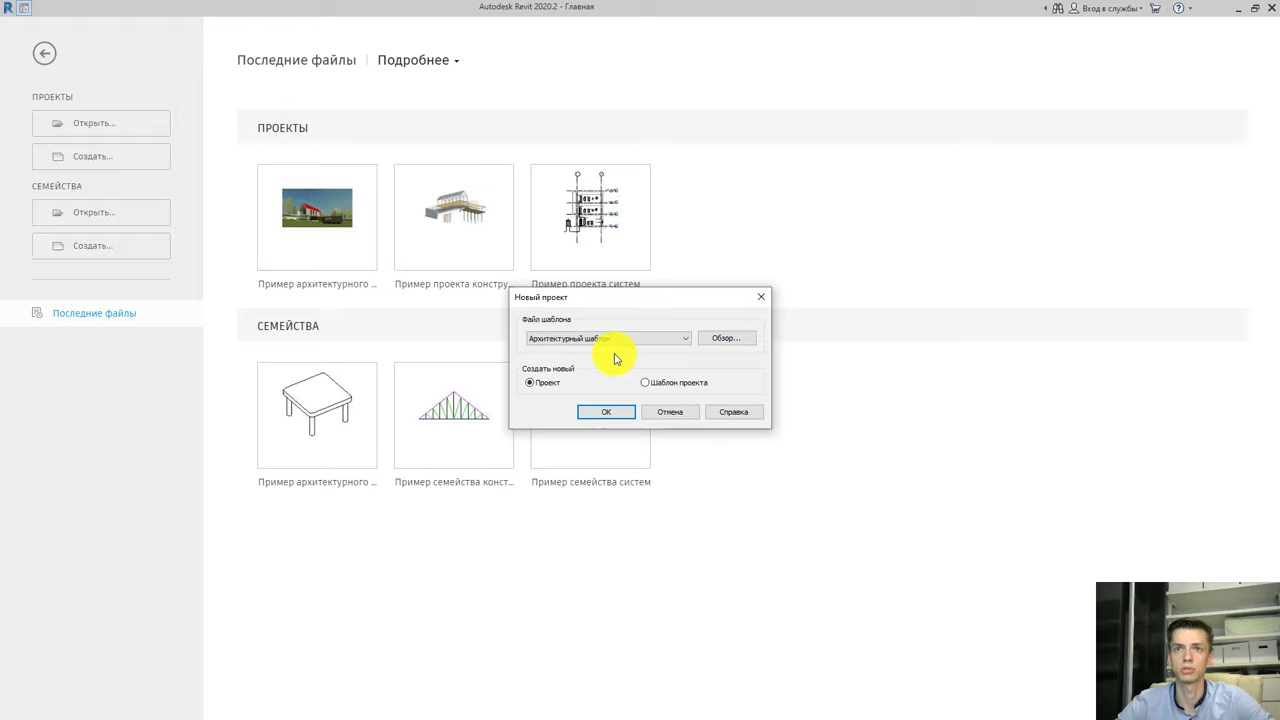 Autodesk Revit 2020.2 - Главная
Вход в службы
Последние файлы
Подробнее
ПРОЕКТЫ
Открыть...
Создать...
СЕМЕЙСТВА
Открыть...
Создать...
Последние файлы
ПРОЕКТЫ
Пример архитектурного ...
Пример проекта констру...
Пример проекта систем
СЕМЕЙСТВА
Пример архитектурного ...
Пример семейства конст...
Пример семейства систем
Новый проект
Файл шаблона
Архитектурный шаблон
Обзор...
Создать новый
Проект
Шаблон проекта
ОК
Отмена
Справка